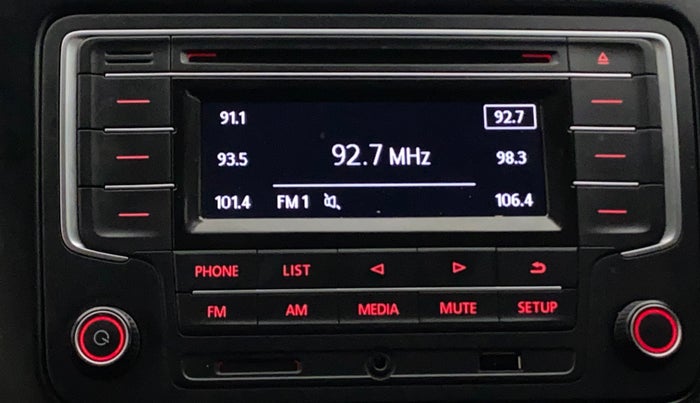 91.1 92.7
93.5 92.7 MHz 98.3
101.4 FM 1 106.4
PHONE LIST
FM AM MEDIA MUTE SETUP